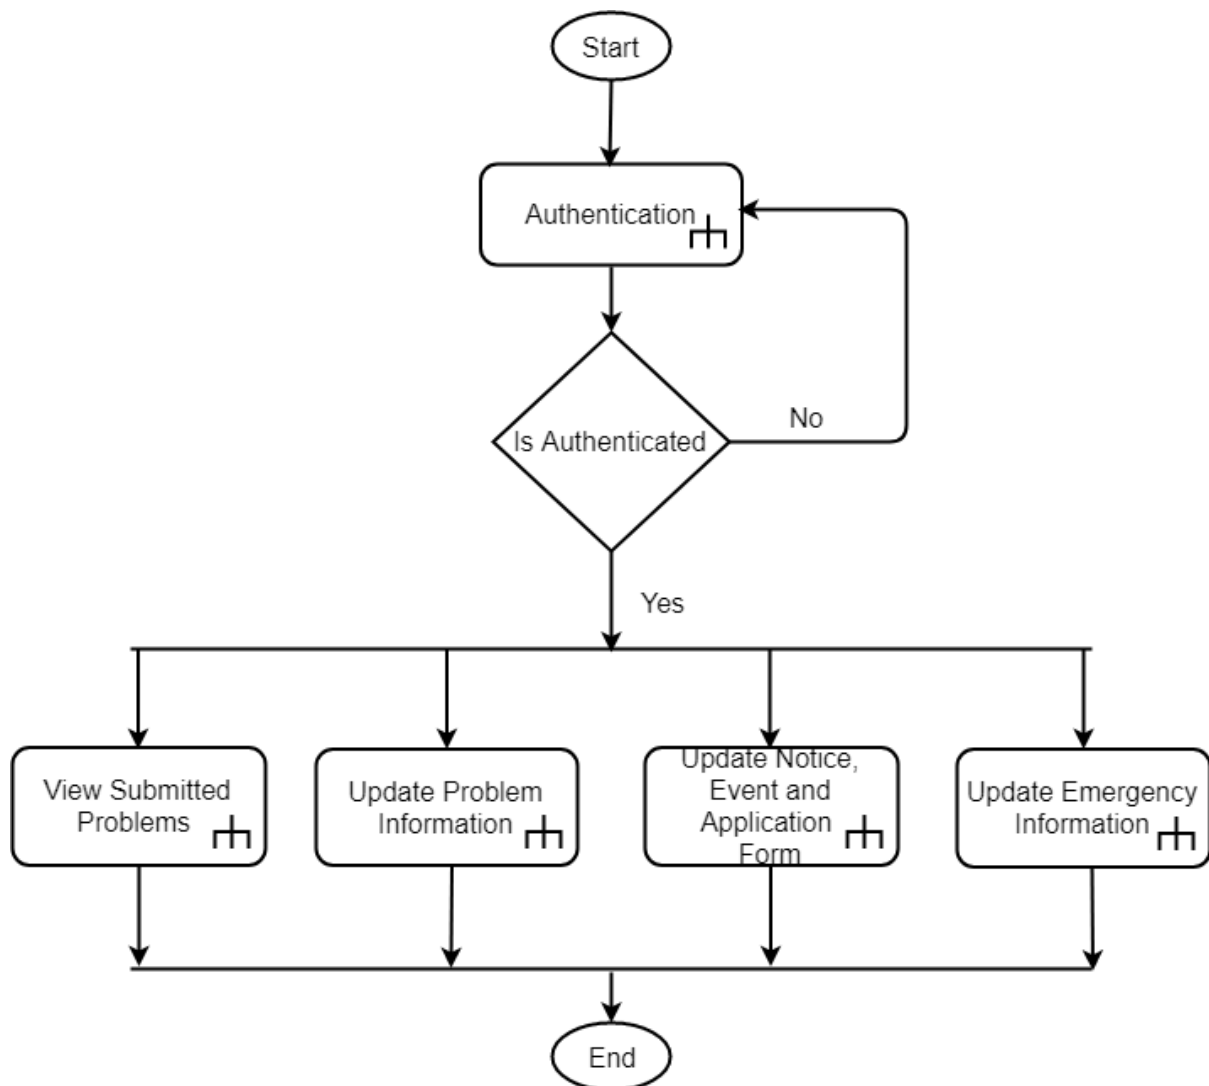 Start
Authentication
Is Authenticated
No
Yes
View Submitted
Problems
Update Problem
Information
Update Notice,
Event and
Application
Form
Update Emergency
Information
End